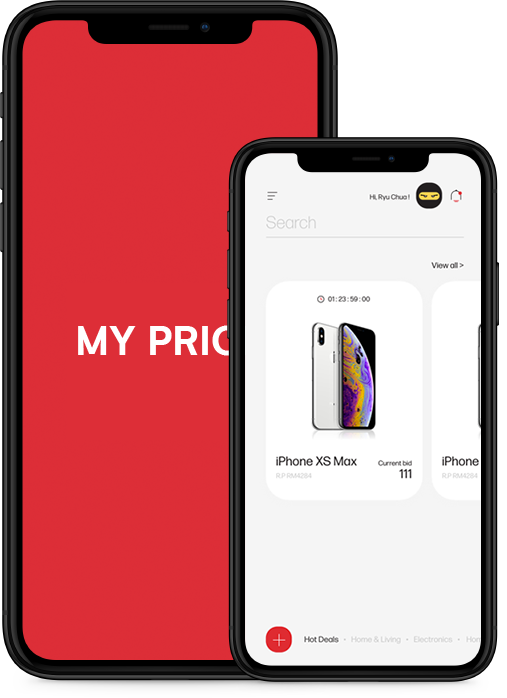 MY PRIC
Hi, Ryu Chua !
Search
View all >
01 : 23 : 59 : 00
iPhone XS Max
Current bid
R.P RM4284
111
iPhone
R.P RM4284
Hot Deals • Home & Living • Electronics • Hom